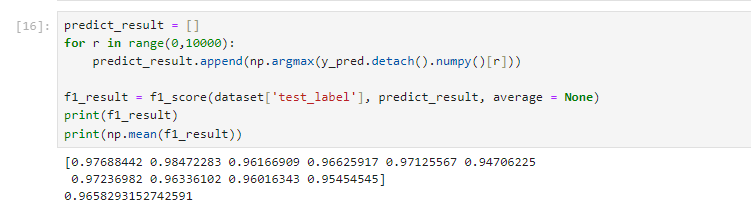 [16]: predict_result = []
for r in range(0,10000):
    predict_result.append(np.argmax(y_pred.detach().numpy()[r]))

f1_result = f1_score(dataset['test_label'], predict_result, average = None)
print(f1_result)
print(np.mean(f1_result))
[0.97688442 0.98472283 0.96166909 0.96625917 0.97125567 0.94706225
 0.97236982 0.96336102 0.96016343 0.95454545]
0.9658293152742591